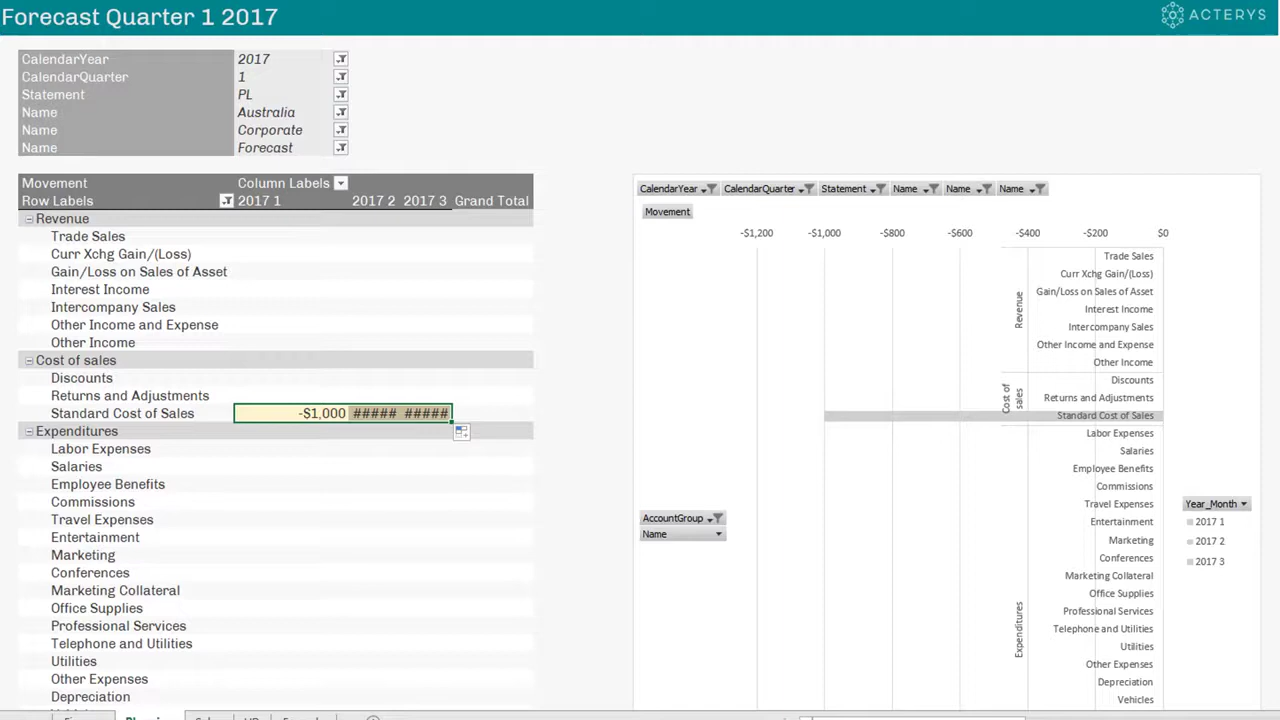 Forecast Quarter 1 2017
ACTERYS
CalendarYear 2017
CalendarQuarter 1
Statement PL
Name Australia
Name Corporate
Name Forecast
Movement Column Labels
Row Labels 2017 1 2017 2 2017 3 Grand Total
Revenue
Trade Sales
Curr Xchg Gain/(Loss)
Gain/Loss on Sales of Asset
Interest Income
Intercompany Sales
Other Income and Expense
Other Income
Cost of sales
Discounts
Returns and Adjustments
Standard Cost of Sales -$1,000 ##### #####
Expenditures
Labor Expenses
Salaries
Employee Benefits
Commissions
Travel Expenses
Entertainment
Marketing
Conferences
Marketing Collateral
Office Supplies
Professional Services
Telephone and Utilities
Utilities
Other Expenses
Depreciation
CalendarYear CalendarQuarter Statement Name Name Name
Movement
-$1,200 -$1,000 -$800 -$600 -$400 -$200 $0
Revenue
Trade Sales
Curr Xchg Gain/(Loss)
Gain/Loss on Sales of Asset
Interest Income
Intercompany Sales
Other Income and Expense
Other Income
Cost of
sales
Discounts
Returns and Adjustments
Standard Cost of Sales
Expenditures
Labor Expenses
Salaries
Employee Benefits
Commissions
Travel Expenses
Entertainment
Marketing
Conferences
Marketing Collateral
Office Supplies
Professional Services
Telephone and Utilities
Utilities
Other Expenses
Depreciation
Vehicles
AccountGroup
Name
Year_Month
2017 1
2017 2
2017 3